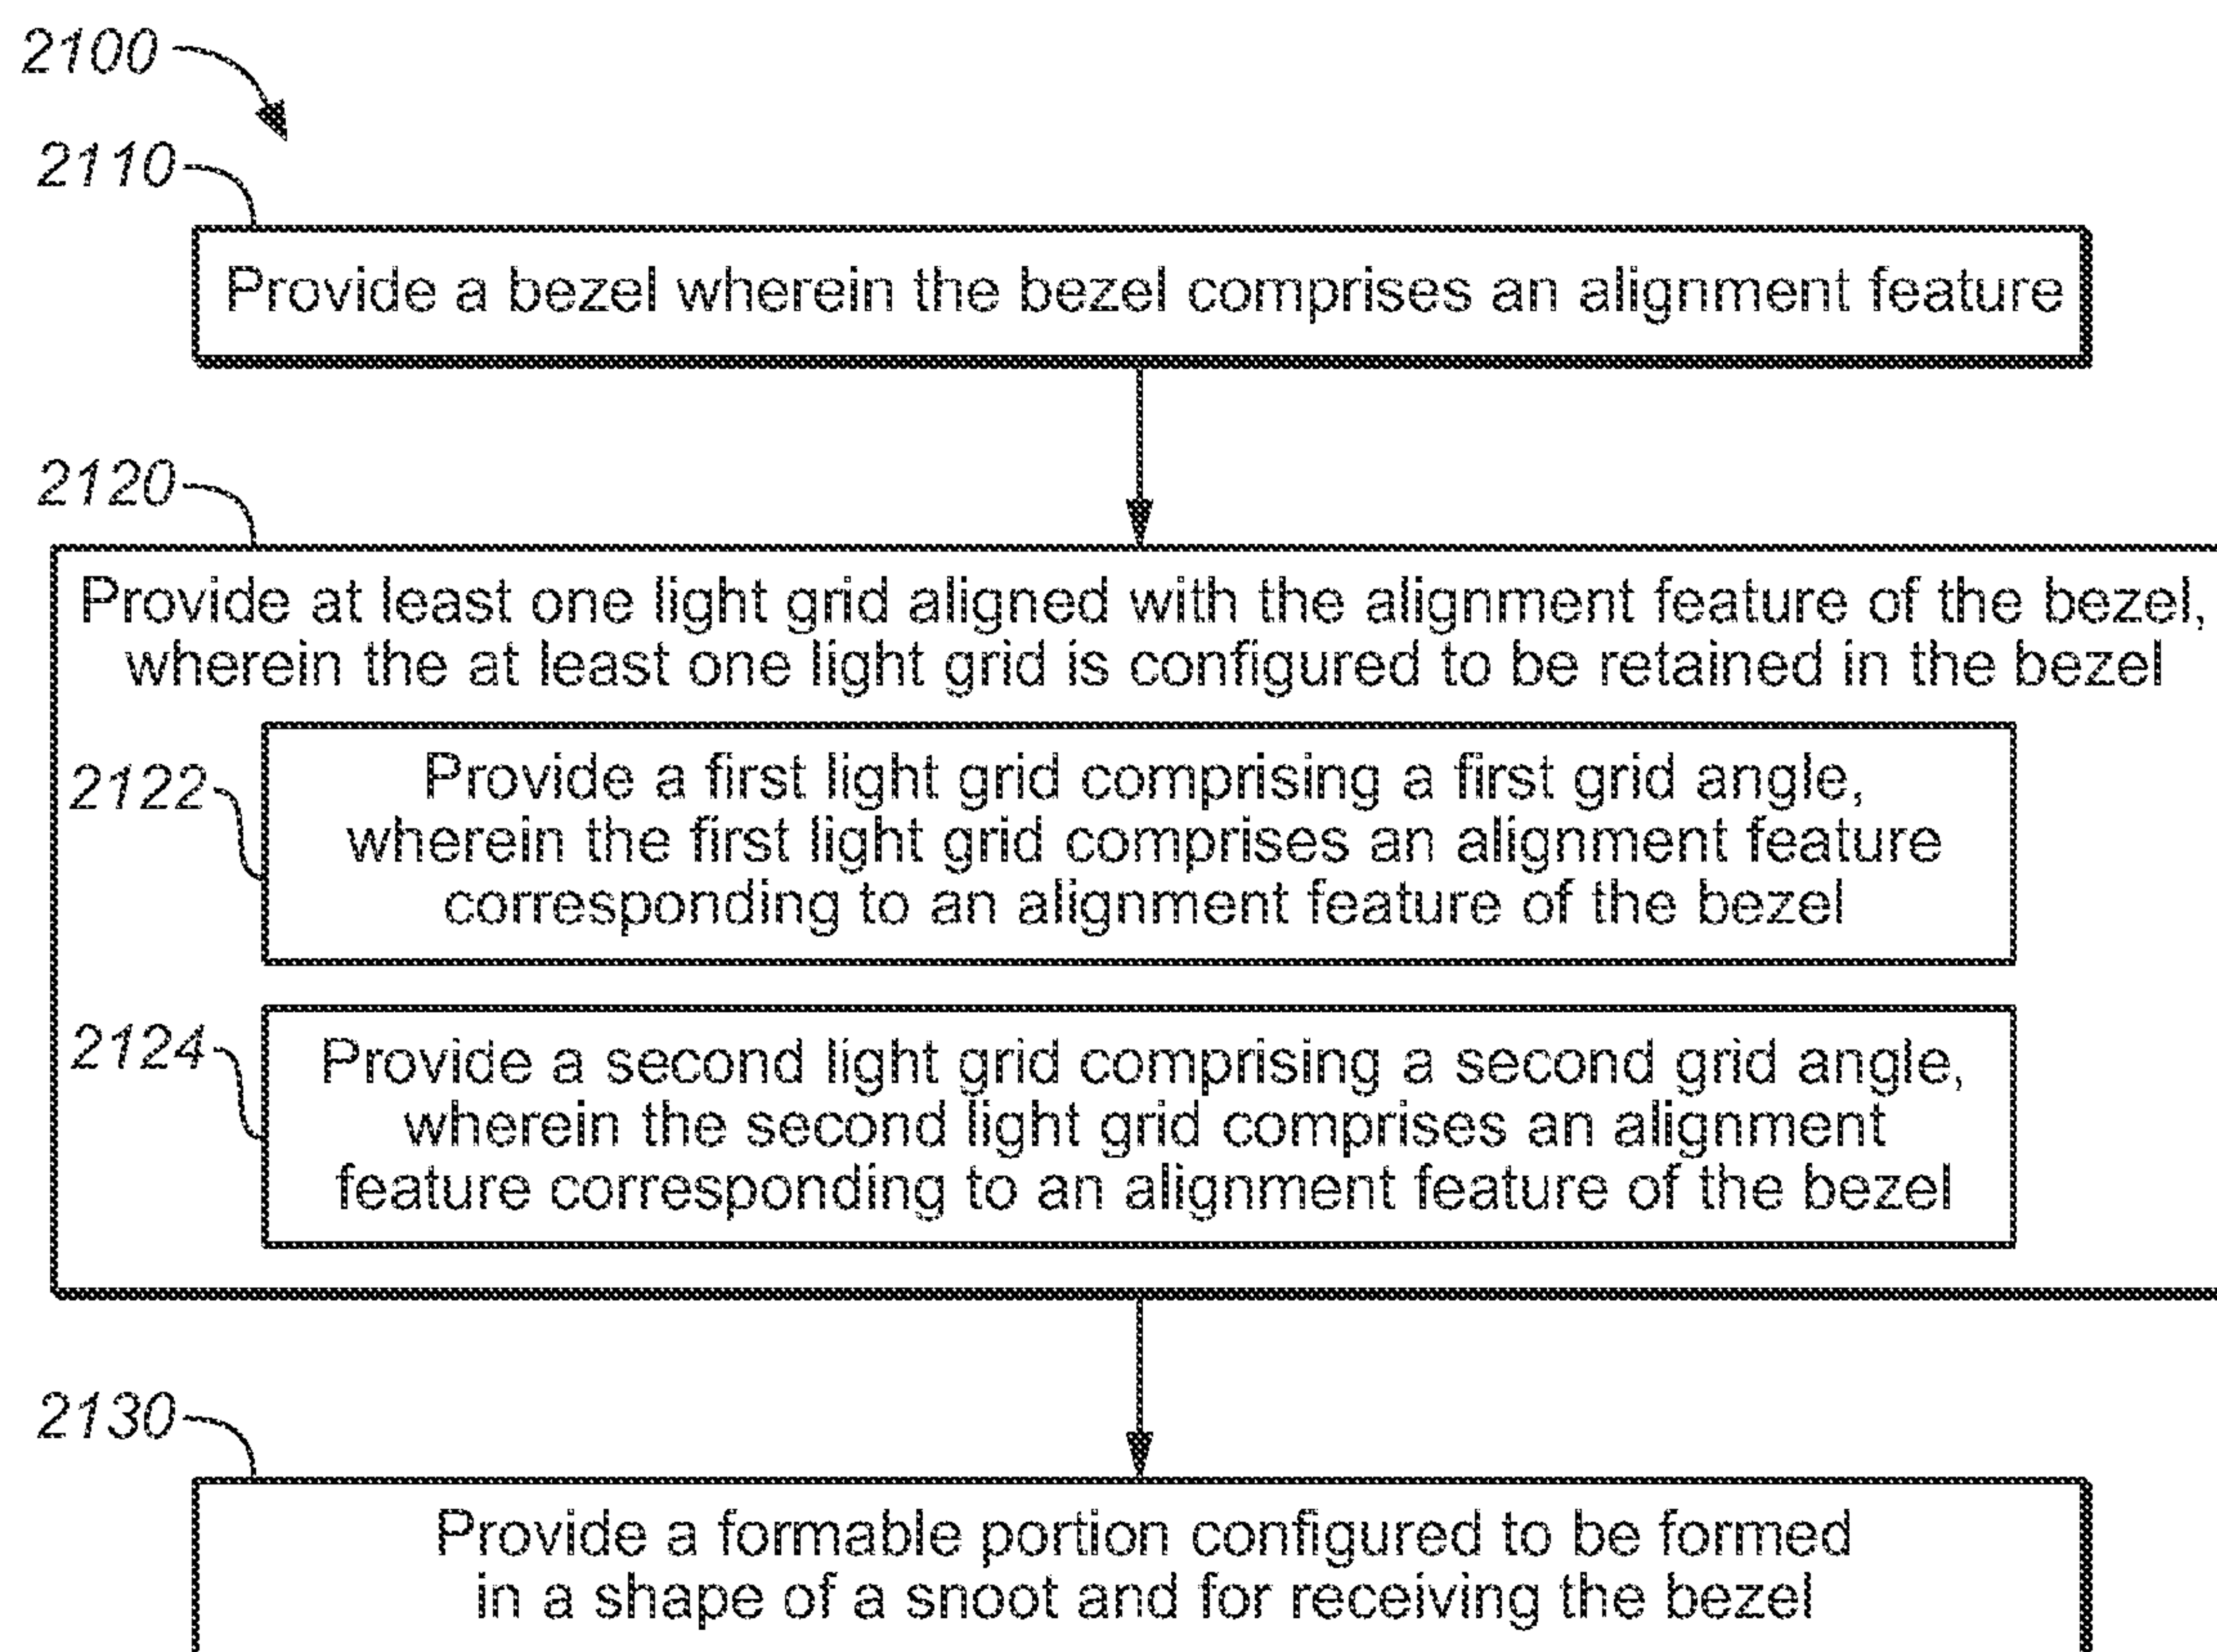 2100
2110
Provide a bezel wherein the bezel comprises an alignment feature
2120
Provide at least one light grid aligned with the alignment feature of the bezel,
wherein the at least one light grid is configured to be retained in the bezel
2122
Provide a first light grid comprising a first grid angle,
wherein the first light grid comprises an alignment feature
corresponding to an alignment feature of the bezel
2124
Provide a second light grid comprising a second grid angle,
wherein the second light grid comprises an alignment
feature corresponding to an alignment feature of the bezel
2130
Provide a formable portion configured to be formed
in a shape of a snoot and for receiving the bezel